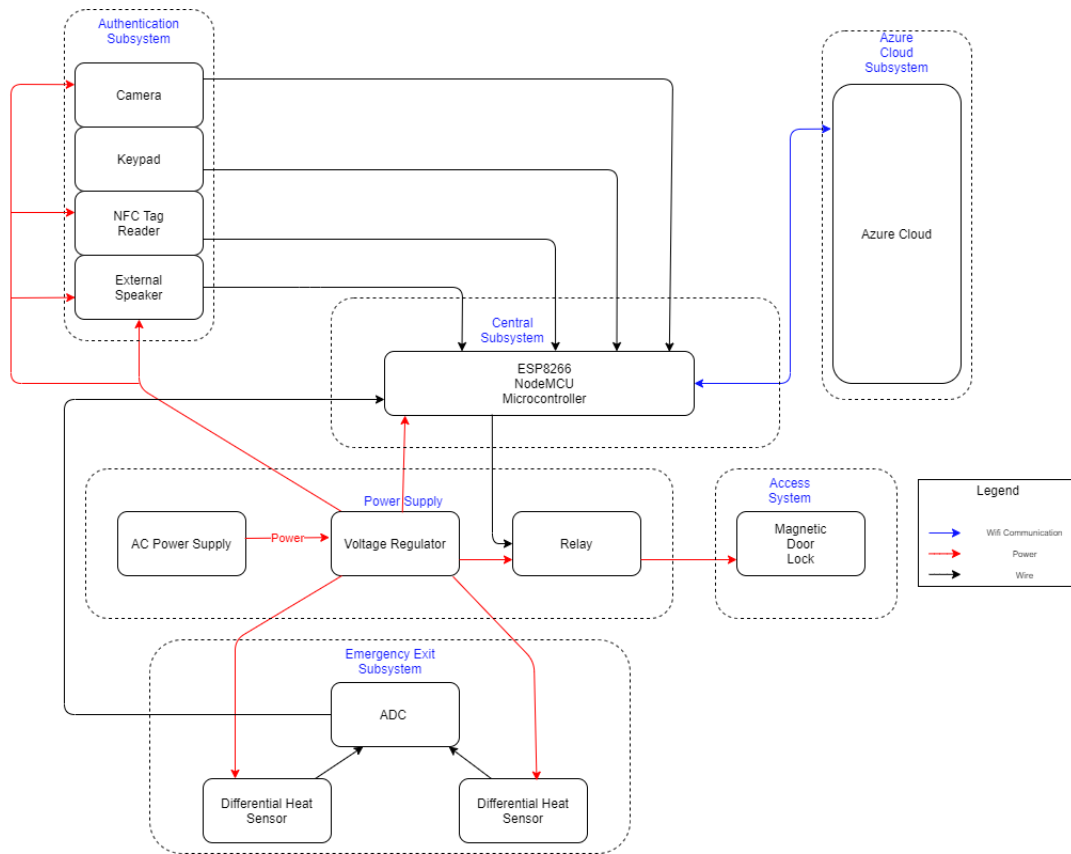 Authentication
Subsystem
Camera
Keypad
NFC Tag
Reader
External
Speaker
Azure
Cloud
Subsystem
Azure Cloud
Central
Subsystem
ESP8266
NodeMCU
Microcontroller
Power Supply
AC Power Supply
Power
Voltage Regulator
Relay
Access
System
Magnetic
Door
Lock
Legend
Wifi Communication
Power
Wire
Emergency Exit
Subsystem
ADC
Differential Heat
Sensor
Differential Heat
Sensor